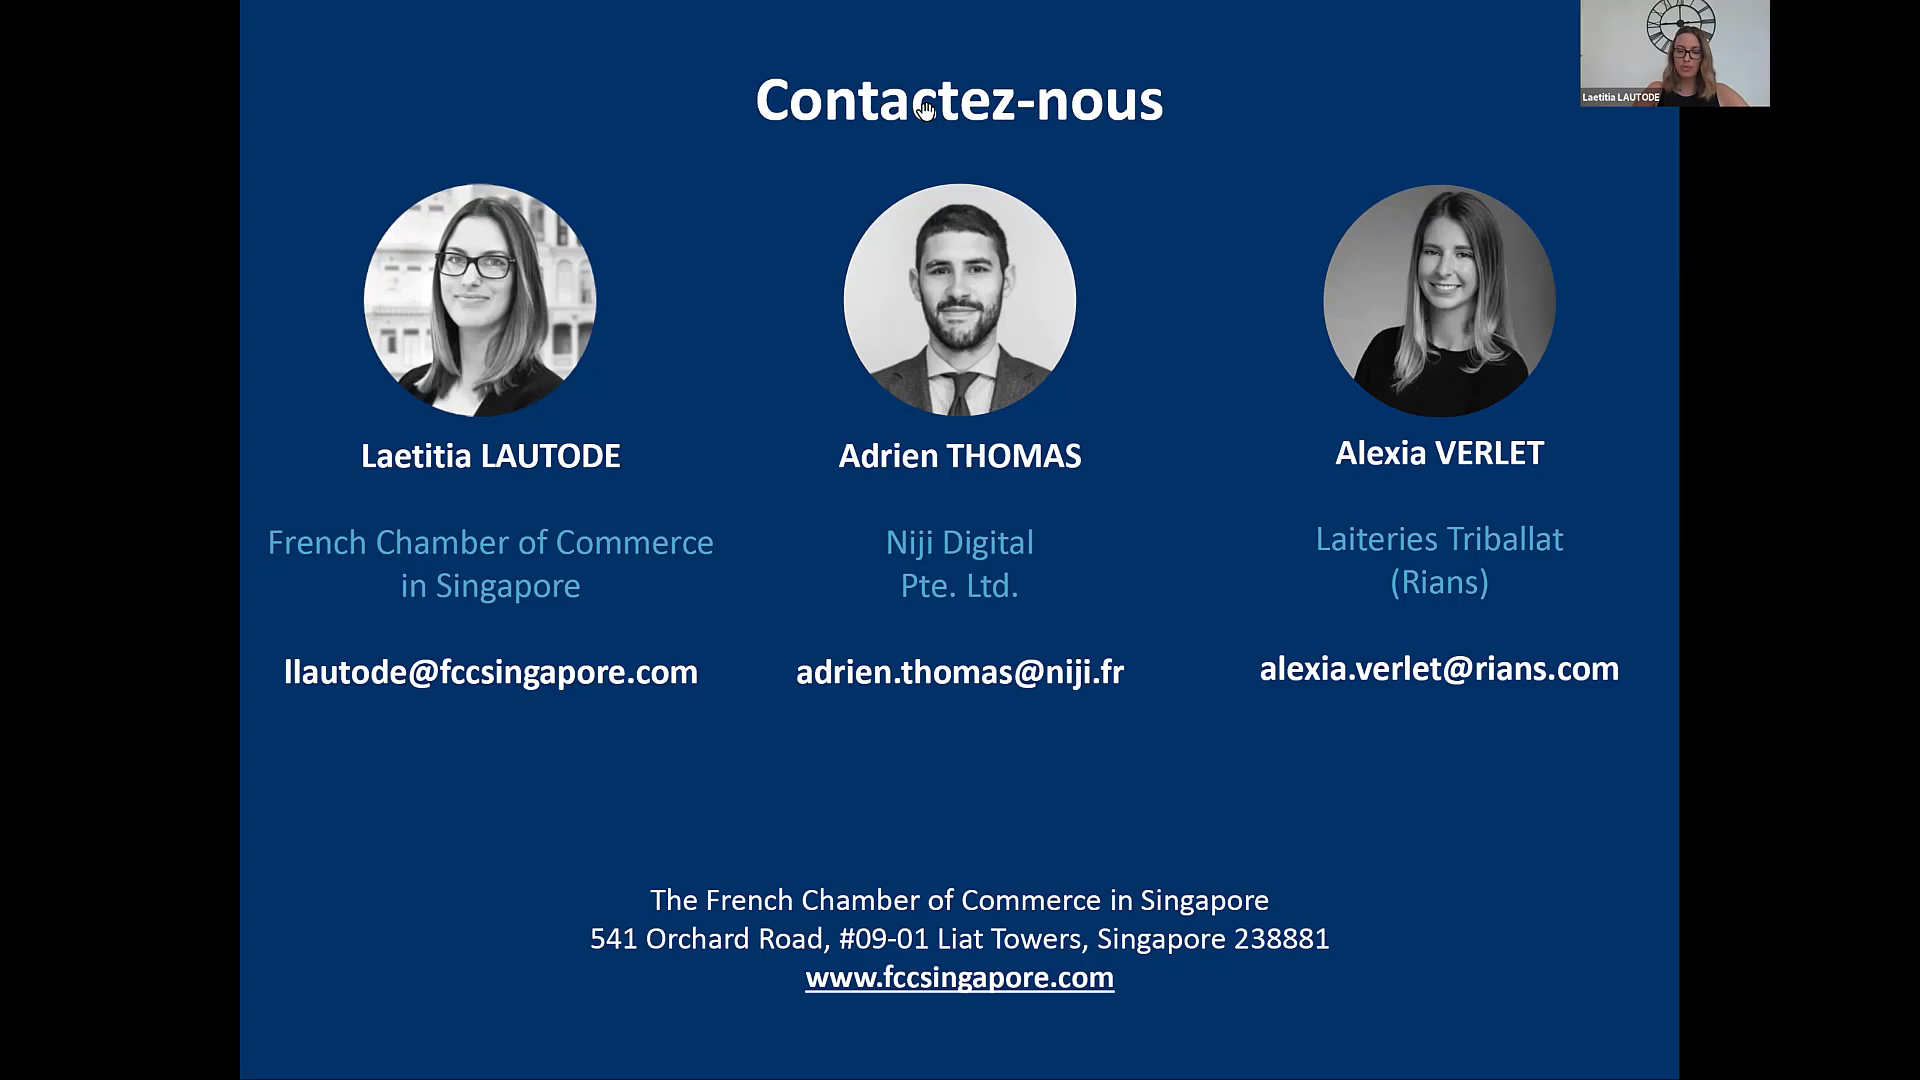 Contactez-nous
Laetitia LAUTODE
Laetitia LAUTODE
French Chamber of Commerce
in Singapore
llautode@fccsingapore.com
Adrien THOMAS
Niji Digital
Pte. Ltd.
adrien.thomas@niji.fr
Alexia VERLET
Laiteries Triballat
(Rians)
alexia.verlet@rians.com
The French Chamber of Commerce in Singapore
541 Orchard Road, #09-01 Liat Towers, Singapore 238881
www.fccsingapore.com